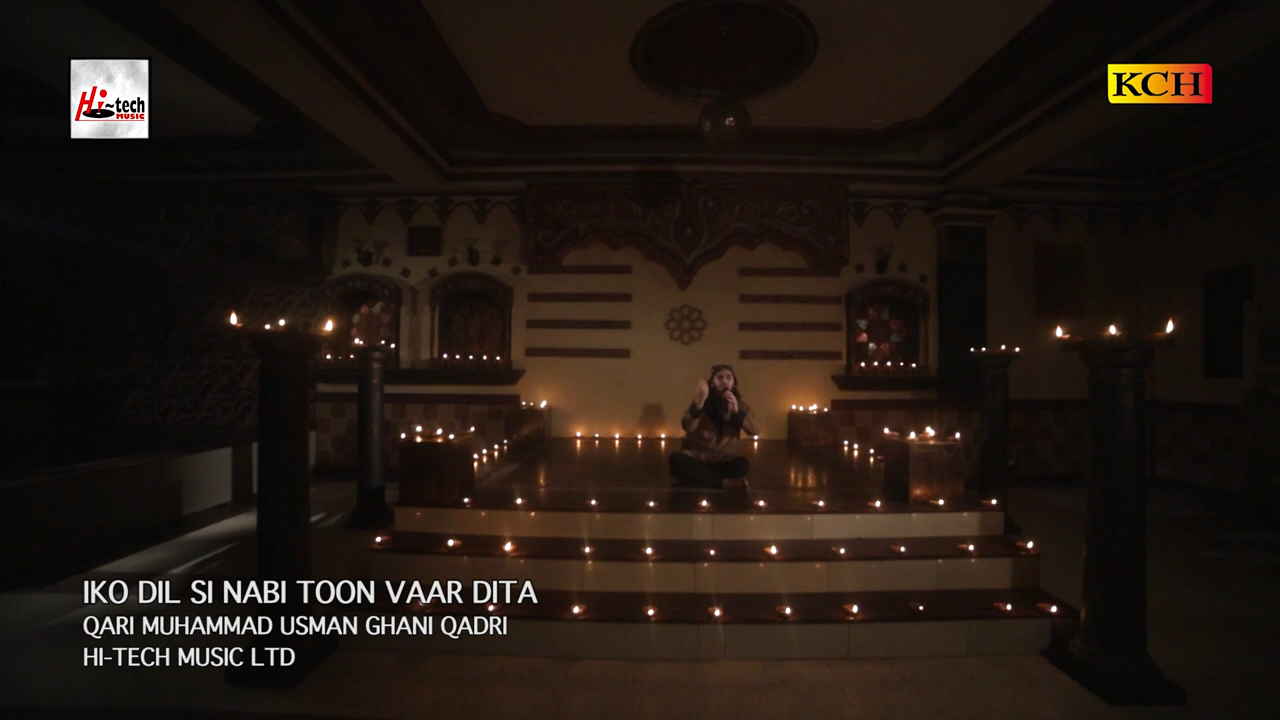 Hi~tech
MUSIC
KCH
IKO DIL SI NABI TOON VAAR DITA
QARI MUHAMMAD USMAN GHANI QADRI
HI-TECH MUSIC LTD